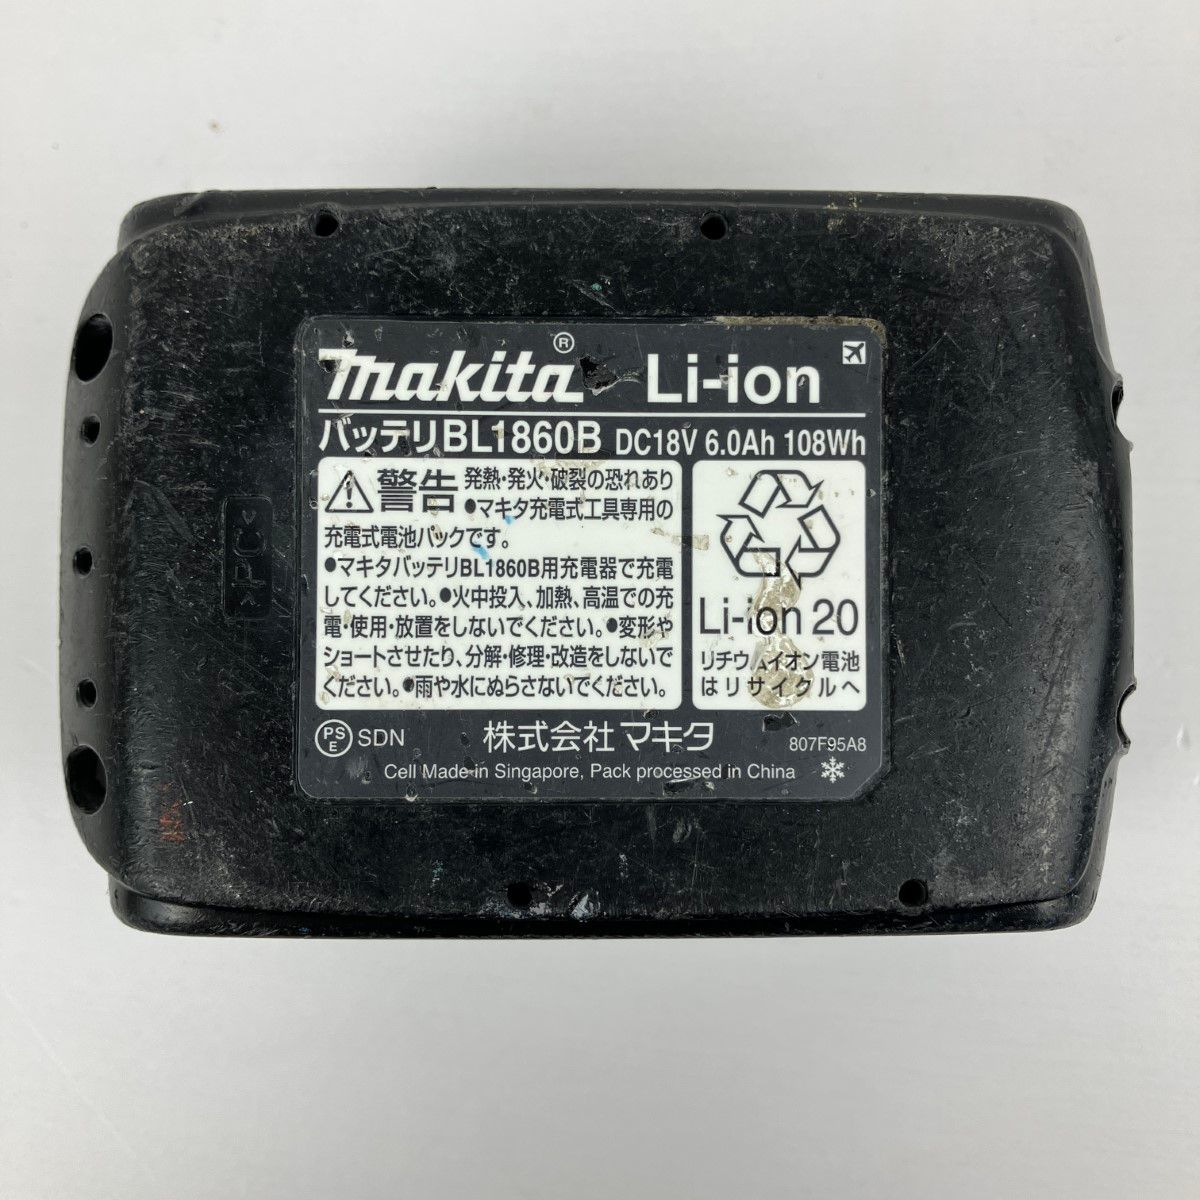 makita® Li-ion
バッテリBL1860B DC18V 6.0Ah 108Wh
警告 発熱・発火・破裂の恐れあり
●マキタ充電式工具専用の
充電式電池パックです。
●マキタバッテリBL1860B用充電器で充電
してください。●火中投入、加熱、高温での充
電・使用・放置をしないでください。●変形や
ショートさせたり、分解・修理・改造をしないで
ください。●雨や水にぬらさないでください。
Li-ion 20
リチウムイオン電池
はリサイクルへ
PSE SDN 株式会社マキタ 807F95A8
Cell Made in Singapore, Pack processed in China
>PC<